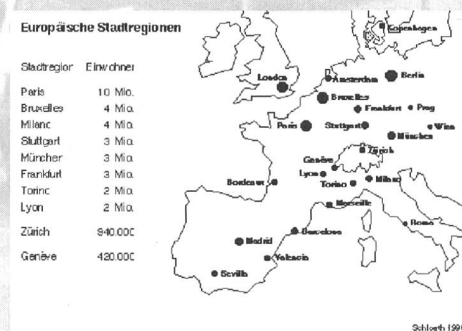 Europäische Stadtregionen
Stadtregion Einwohner
Paris 10 Mio.
Bruxelles 4 Mio.
Milano 4 Mio.
Stuttgart 3 Mio.
München 3 Mio.
Frankfurt 3 Mio.
Torino 2 Mio.
Lyon 2 Mio.
Zürich 940.000
Genève 420.000
Kopenhagen
London
Amsterdam
Berlin
Bruxelles
Frankfurt
Prag
Paris
Stuttgart
Wien
München
Zürich
Genève
Lyon
Milano
Torino
Bordeaux
Marseille
Roma
Barcelona
Madrid
Valencia
Sevilla